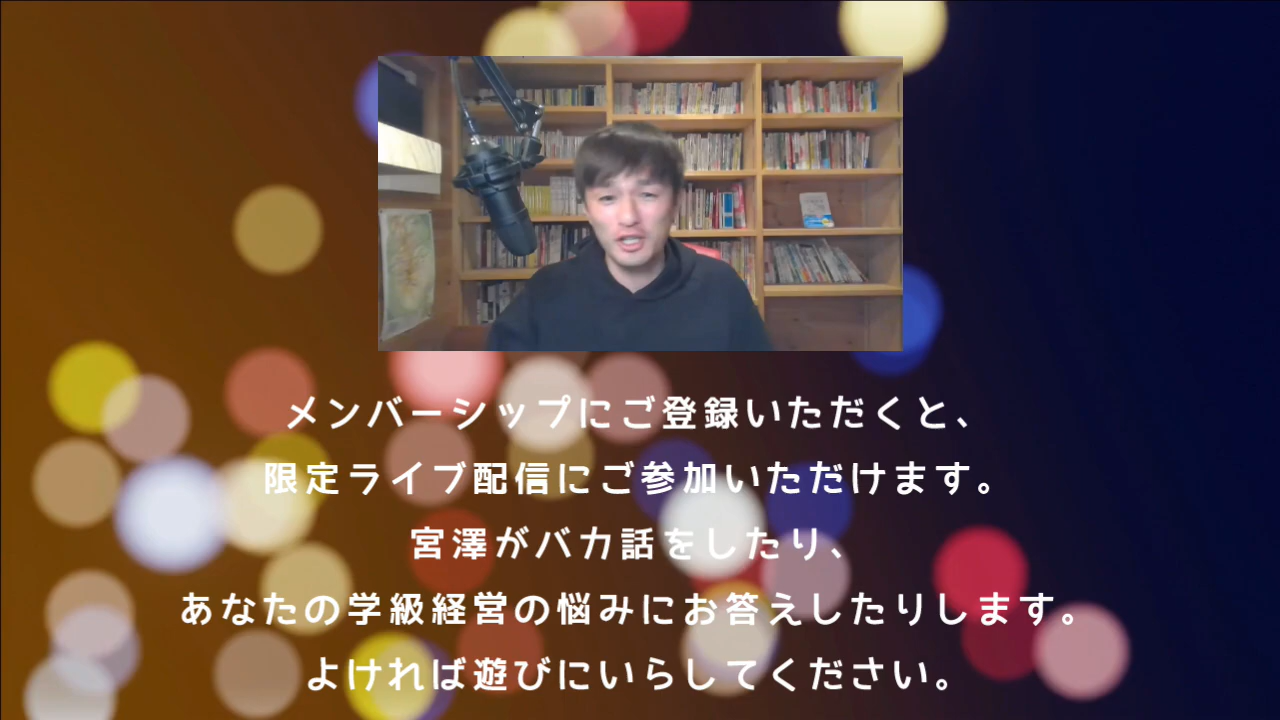 メンバーシップにご登録いただくと、
限定ライブ配信にご参加いただけます。
宮澤がバカ話をしたり、
あなたの学級経営の悩みにお答えしたりします。
よければ遊びにいらしてください。